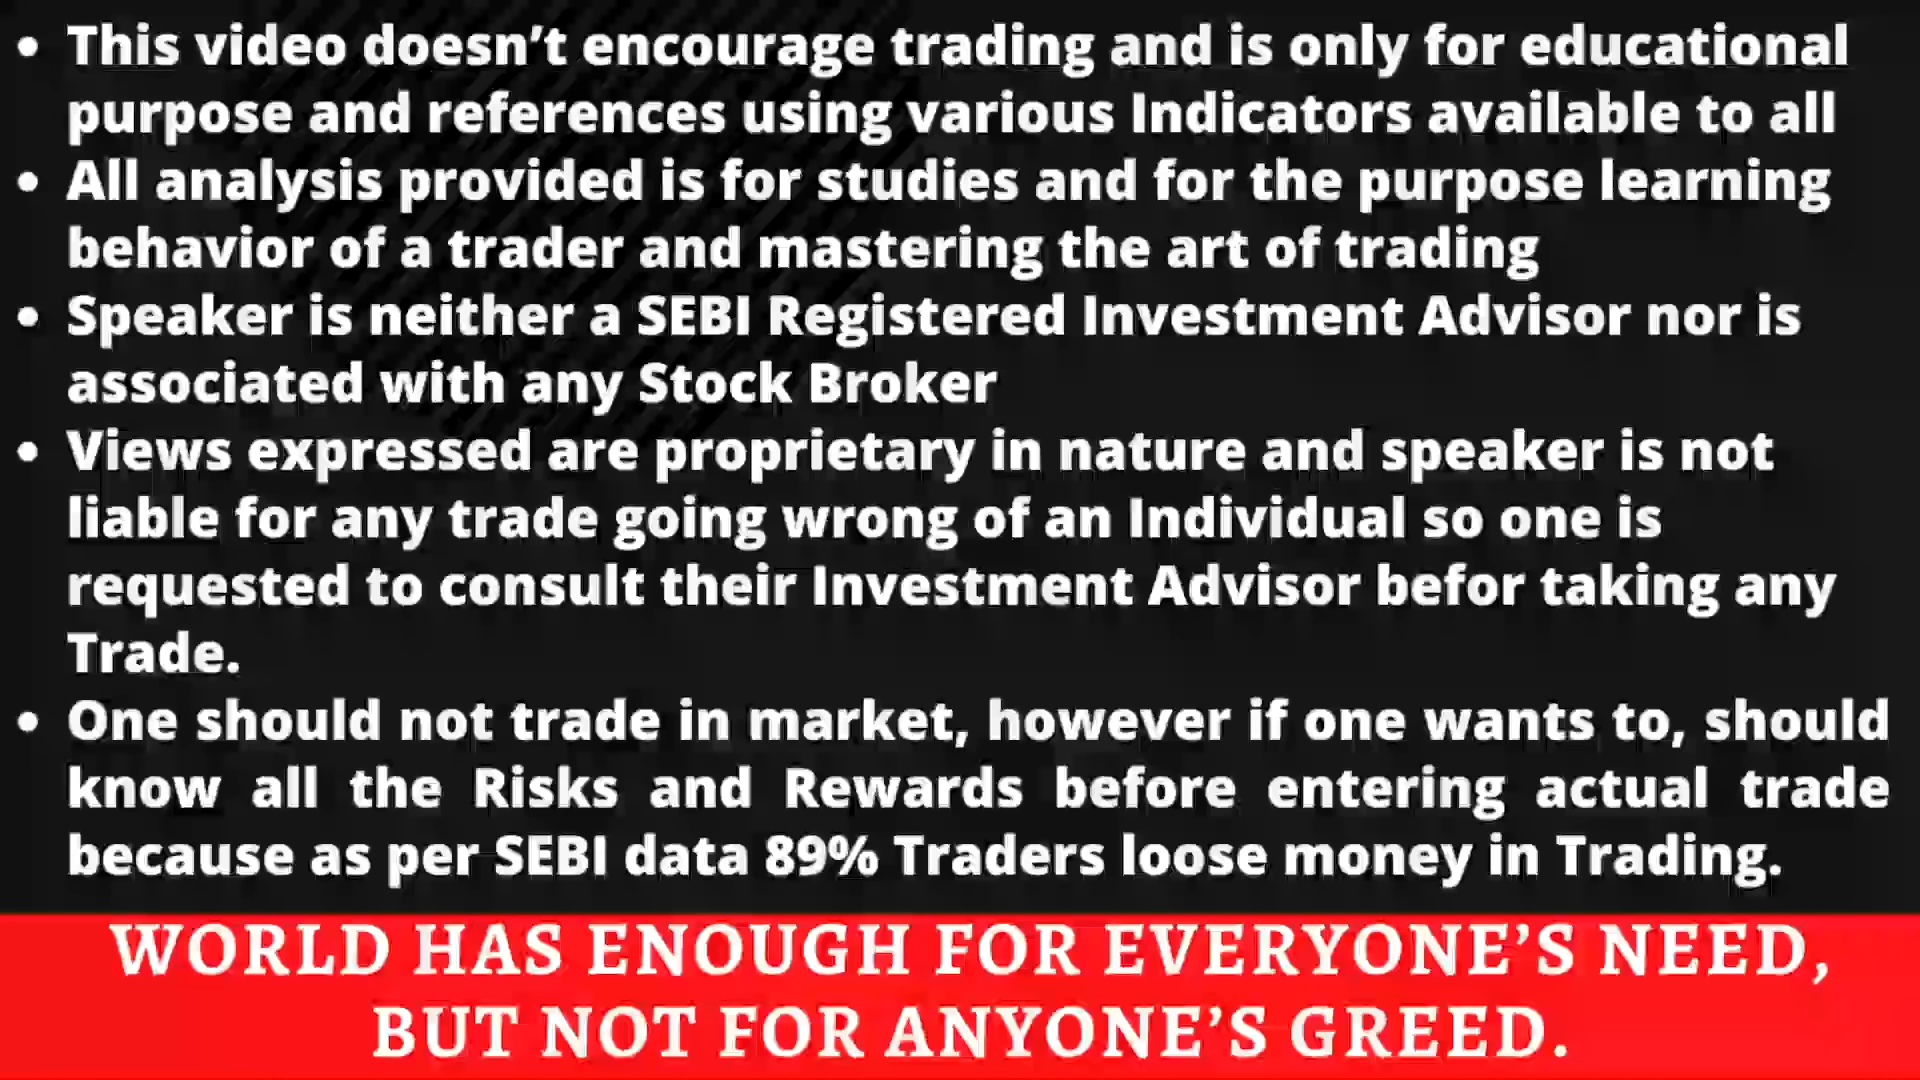 • This video doesn’t encourage trading and is only for educational
purpose and references using various Indicators available to all
• All analysis provided is for studies and for the purpose learning
behavior of a trader and mastering the art of trading
• Speaker is neither a SEBI Registered Investment Advisor nor is
associated with any Stock Broker
• Views expressed are proprietary in nature and speaker is not
liable for any trade going wrong of an Individual so one is
requested to consult their Investment Advisor befor taking any
Trade.
• One should not trade in market, however if one wants to, should
know all the Risks and Rewards before entering actual trade
because as per SEBI data 89% Traders loose money in Trading.
WORLD HAS ENOUGH FOR EVERYONE’S NEED,
BUT NOT FOR ANYONE’S GREED.